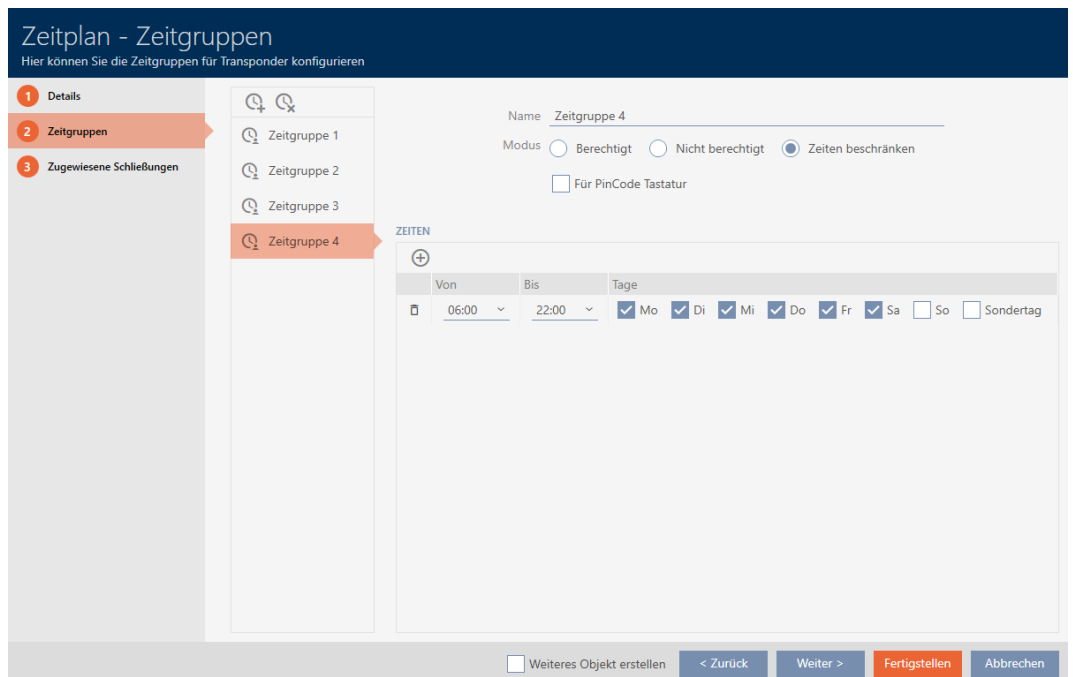 Zeitplan - Zeitgruppen
Hier können Sie die Zeitgruppen für Transponder konfigurieren
1 Details
2 Zeitgruppen
3 Zugewiesene Schließungen
Zeitgruppe 1
Zeitgruppe 2
Zeitgruppe 3
Zeitgruppe 4
Name Zeitgruppe 4
Modus Berechtigt Nicht berechtigt Zeiten beschränken
Für PinCode Tastatur
ZEITEN
Von Bis Tage
06:00 22:00 Mo Di Mi Do Fr Sa So Sondertag
Weiteres Objekt erstellen < Zurück Weiter > Fertigstellen Abbrechen